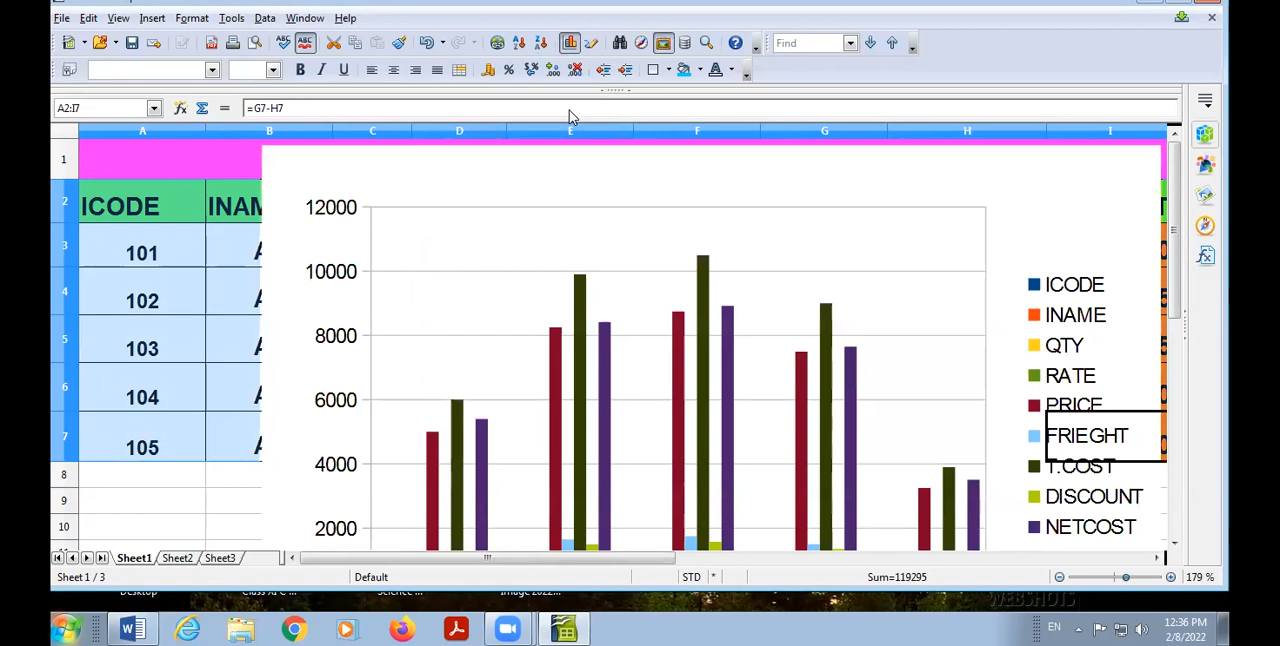 File Edit View Insert Format Tools Data Window Help
Find
A2:I7 =G7-H7
A B C D E F G H I
1
2 ICODE
3 101
4 102
5 103
6 104
7 105
8
9
10
12000
10000
8000
6000
4000
2000
ICODE
INAME
QTY
RATE
PRICE
FRIEGHT
T.COST
DISCOUNT
NETCOST
Sheet1 Sheet2 Sheet3
Sheet 1 / 3 Default STD * Sum=119295 179 %
WEBSHOTS
EN 12:36 PM
2/8/2022